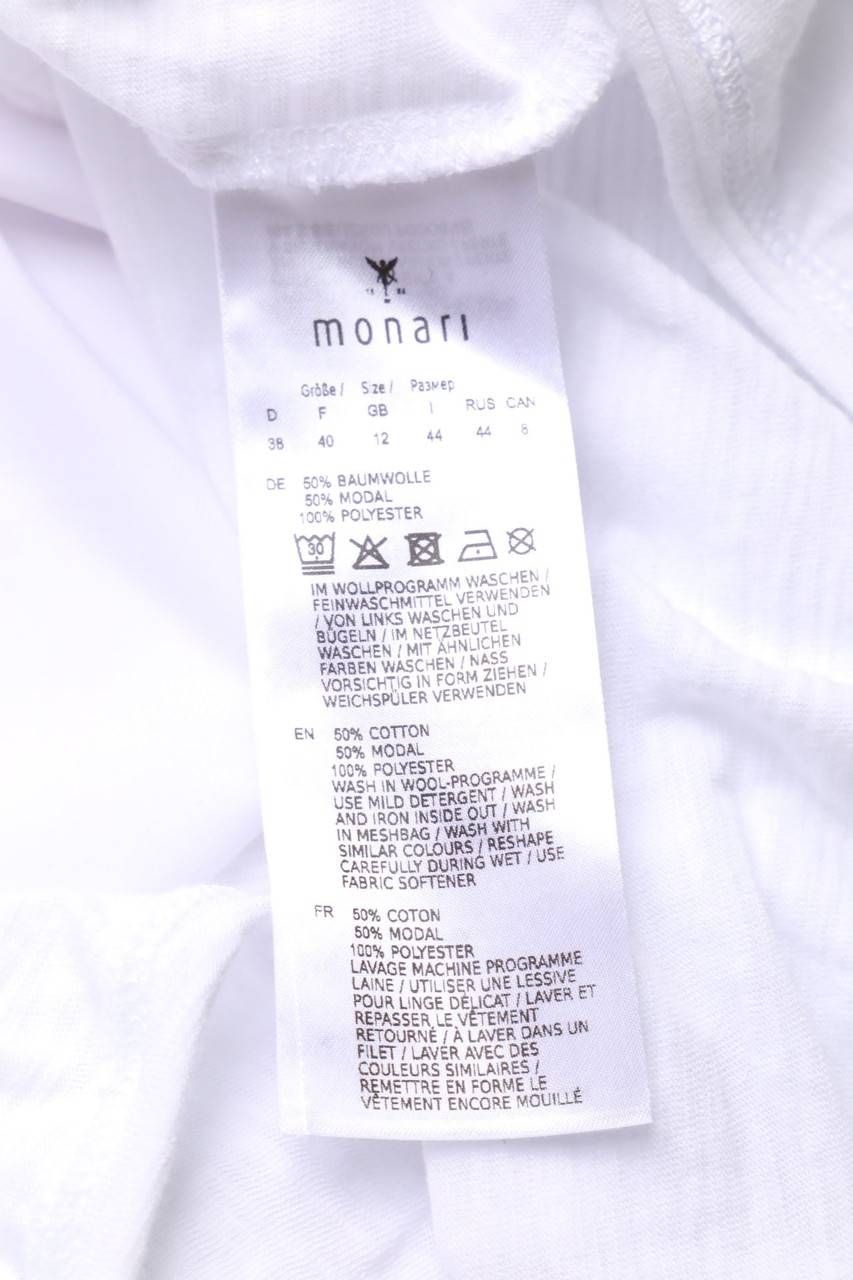 monari
Größe / Size / Размер
D F GB I RUS CAN
38 40 12 44 44 8
DE 50% BAUMWOLLE
50% MODAL
100% POLYESTER
30
IM WOLLPROGRAMM WASCHEN /
FEINWASCHMITTEL VERWENDEN
/ VON LINKS WASCHEN UND
BÜGELN / IM NETZBEUTEL
WASCHEN / MIT ÄHNLICHEN
FARBEN WASCHEN / NASS
VORSICHTIG IN FORM ZIEHEN /
WEICHSPÜLER VERWENDEN
EN 50% COTTON
50% MODAL
100% POLYESTER
WASH IN WOOL-PROGRAMME /
USE MILD DETERGENT / WASH
AND IRON INSIDE OUT / WASH
IN MESHBAG / WASH WITH
SIMILAR COLOURS / RESHAPE
CAREFULLY DURING WET / USE
FABRIC SOFTENER
FR 50% COTON
50% MODAL
100% POLYESTER
LAVAGE MACHINE PROGRAMME
LAINE / UTILISER UNE LESSIVE
POUR LINGE DÉLICAT / LAVER ET
REPASSER LE VÊTEMENT
RETOURNÉ / À LAVER DANS UN
FILET / LAVER AVEC DES
COULEURS SIMILAIRES /
REMETTRE EN FORME LE
VÊTEMENT ENCORE MOUILLÉ